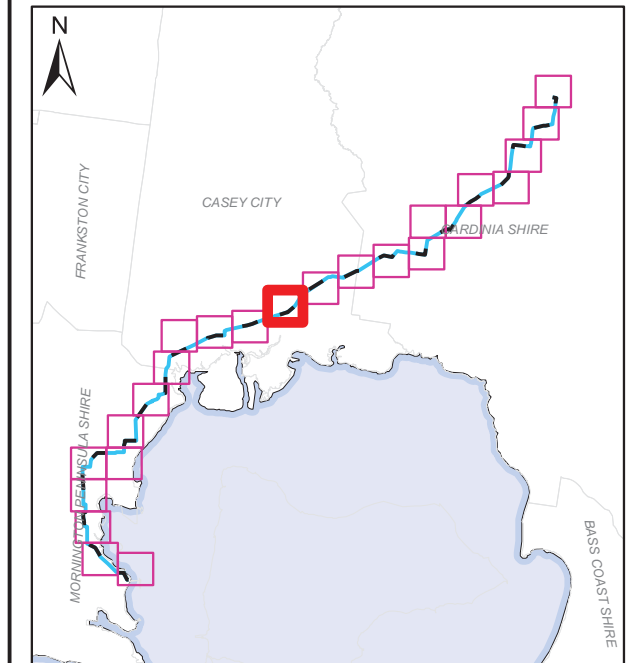 N
FRANKSTON CITY
CASEY CITY
CARDINIA SHIRE
MORNINGTON PENINSULA SHIRE
BASS COAST SHIRE